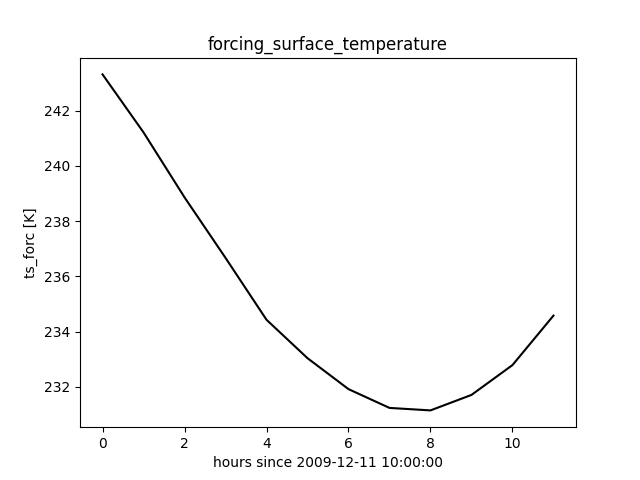 forcing_surface_temperature
ts_forc [K]
242
240
238
236
234
232
0 2 4 6 8 10
hours since 2009-12-11 10:00:00